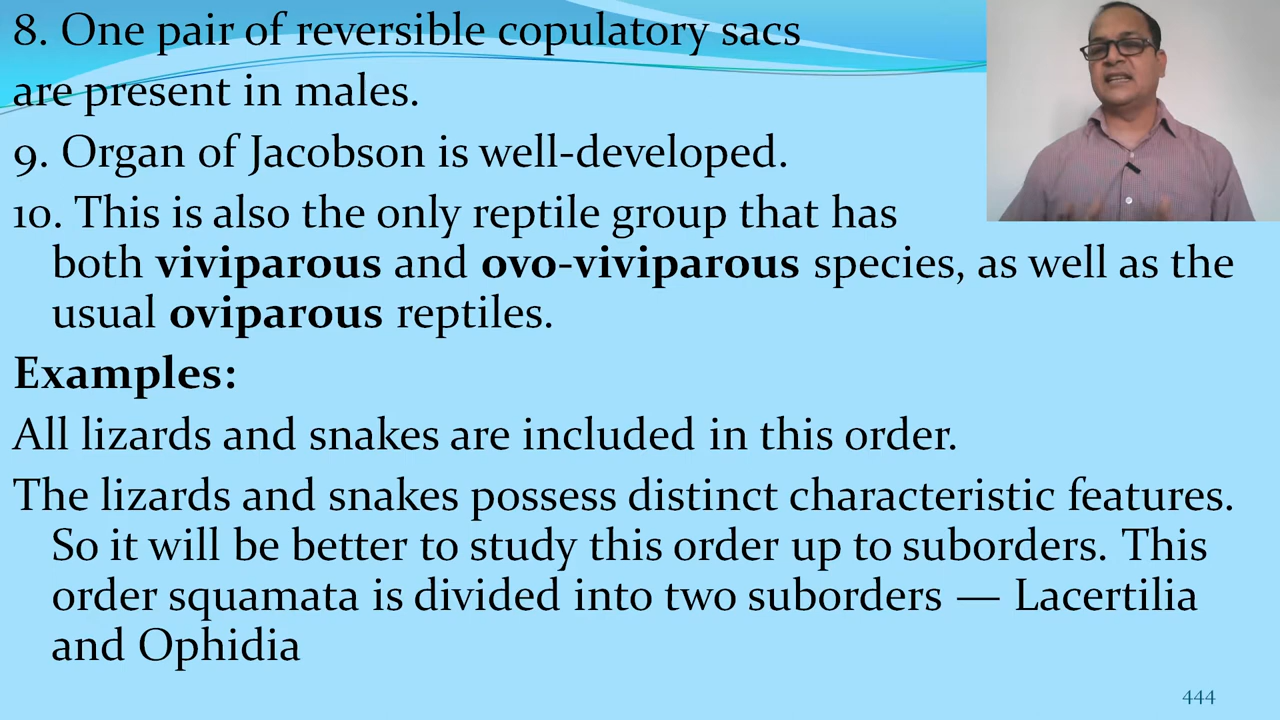 8. One pair of reversible copulatory sacs
are present in males.
9. Organ of Jacobson is well-developed.
10. This is also the only reptile group that has
both viviparous and ovo-viviparous species, as well as the
usual oviparous reptiles.
Examples:
All lizards and snakes are included in this order.
The lizards and snakes possess distinct characteristic features.
So it will be better to study this order up to suborders. This
order squamata is divided into two suborders — Lacertilia
and Ophidia
444